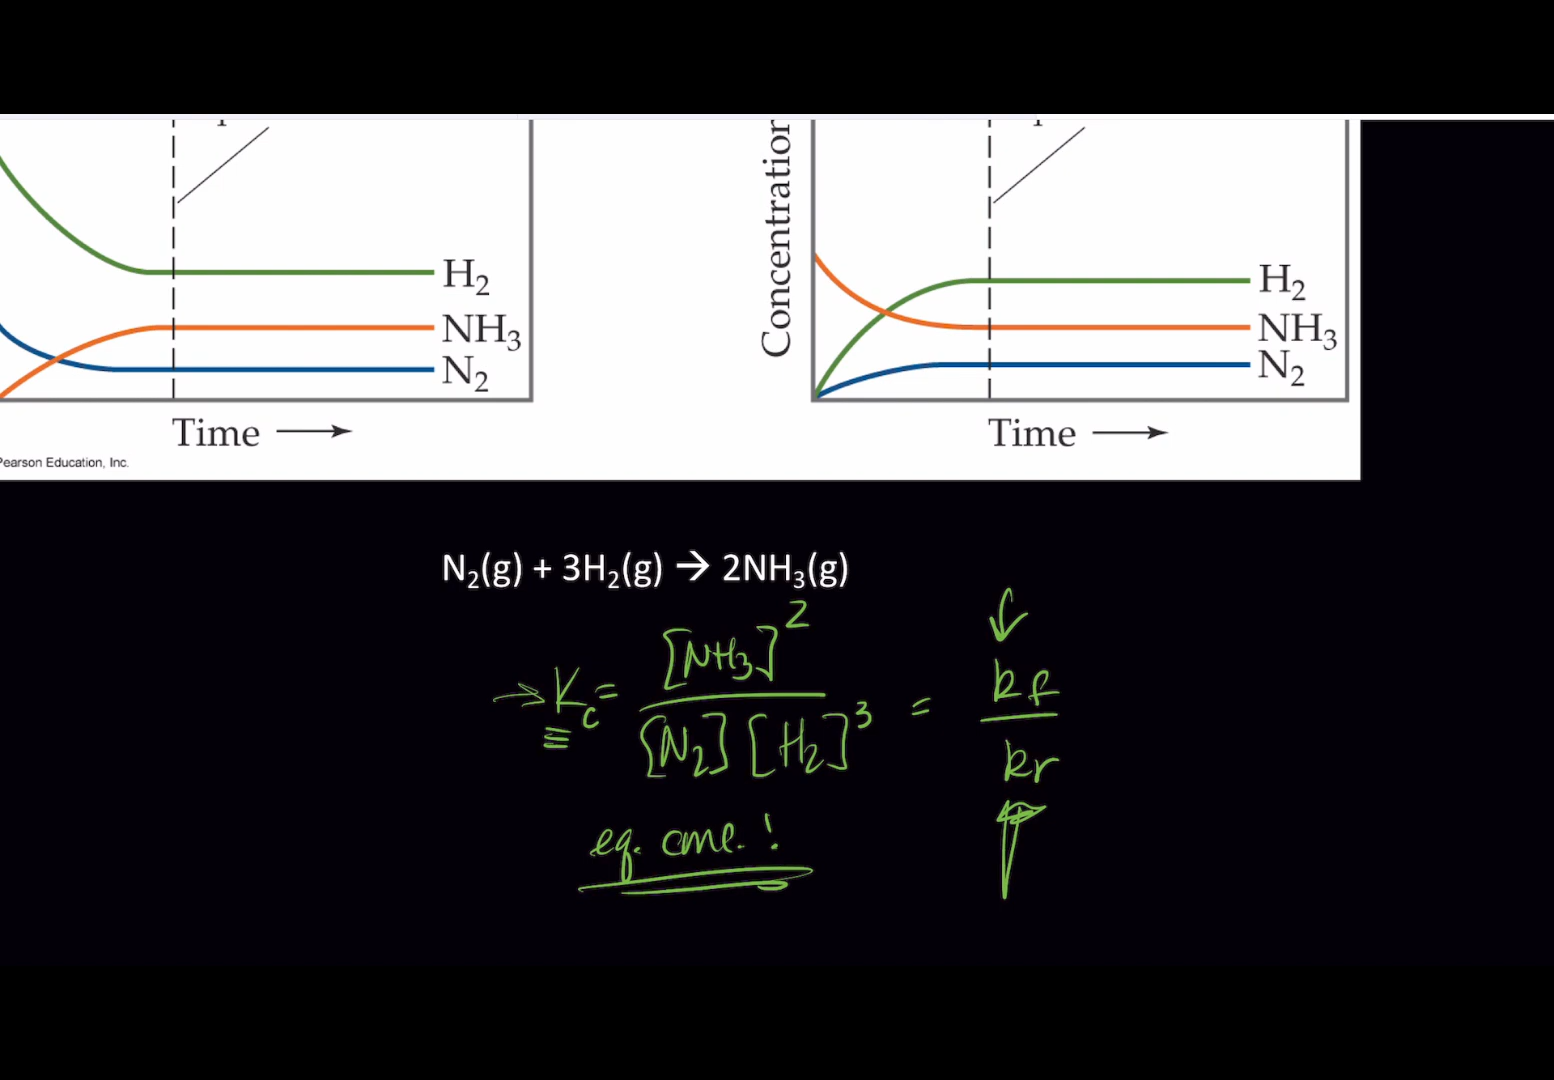 Concentration
H₂
NH₃
N₂
Time →
H₂
NH₃
N₂
Time →
Pearson Education, Inc.
N₂(g) + 3H₂(g) → 2NH₃(g)
→ Kc = [NH₃]² / [N₂] [H₂]³ = kf / kr
eq. conc. !